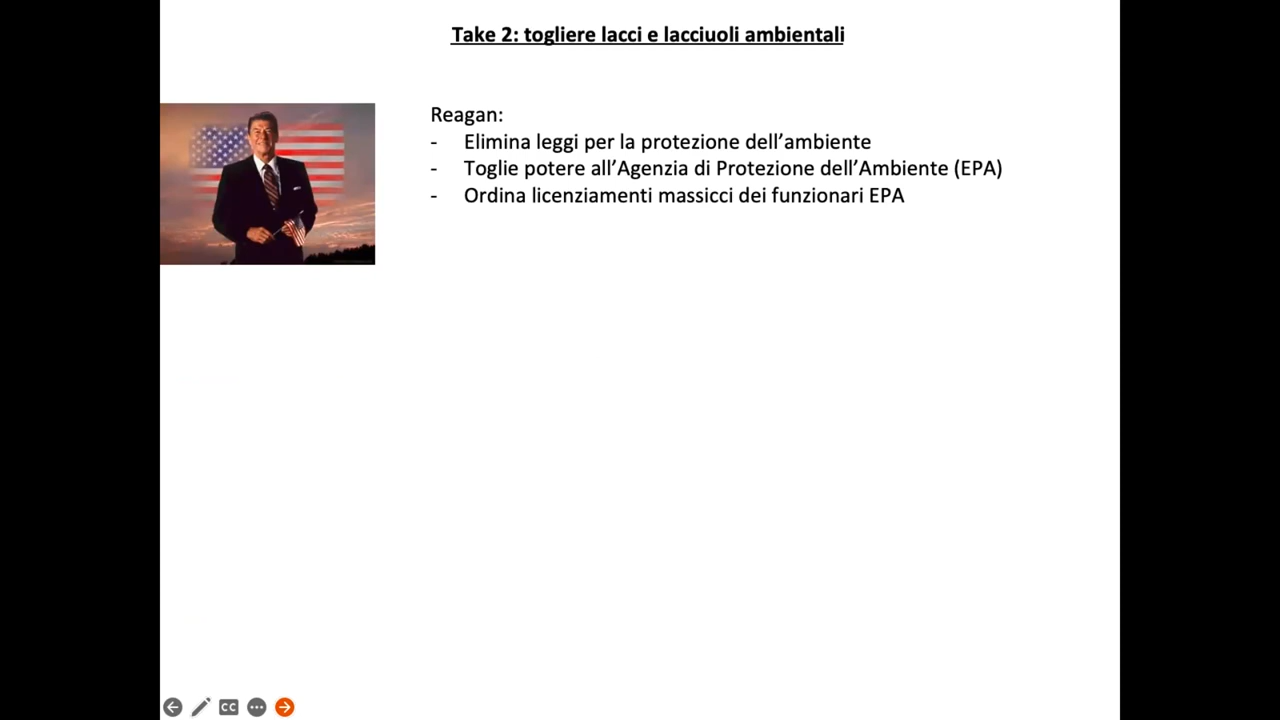 Take 2: togliere lacci e lacciuoli ambientali
Reagan:
- Elimina leggi per la protezione dell’ambiente
- Toglie potere all’Agenzia di Protezione dell’Ambiente (EPA)
- Ordina licenziamenti massicci dei funzionari EPA
CC